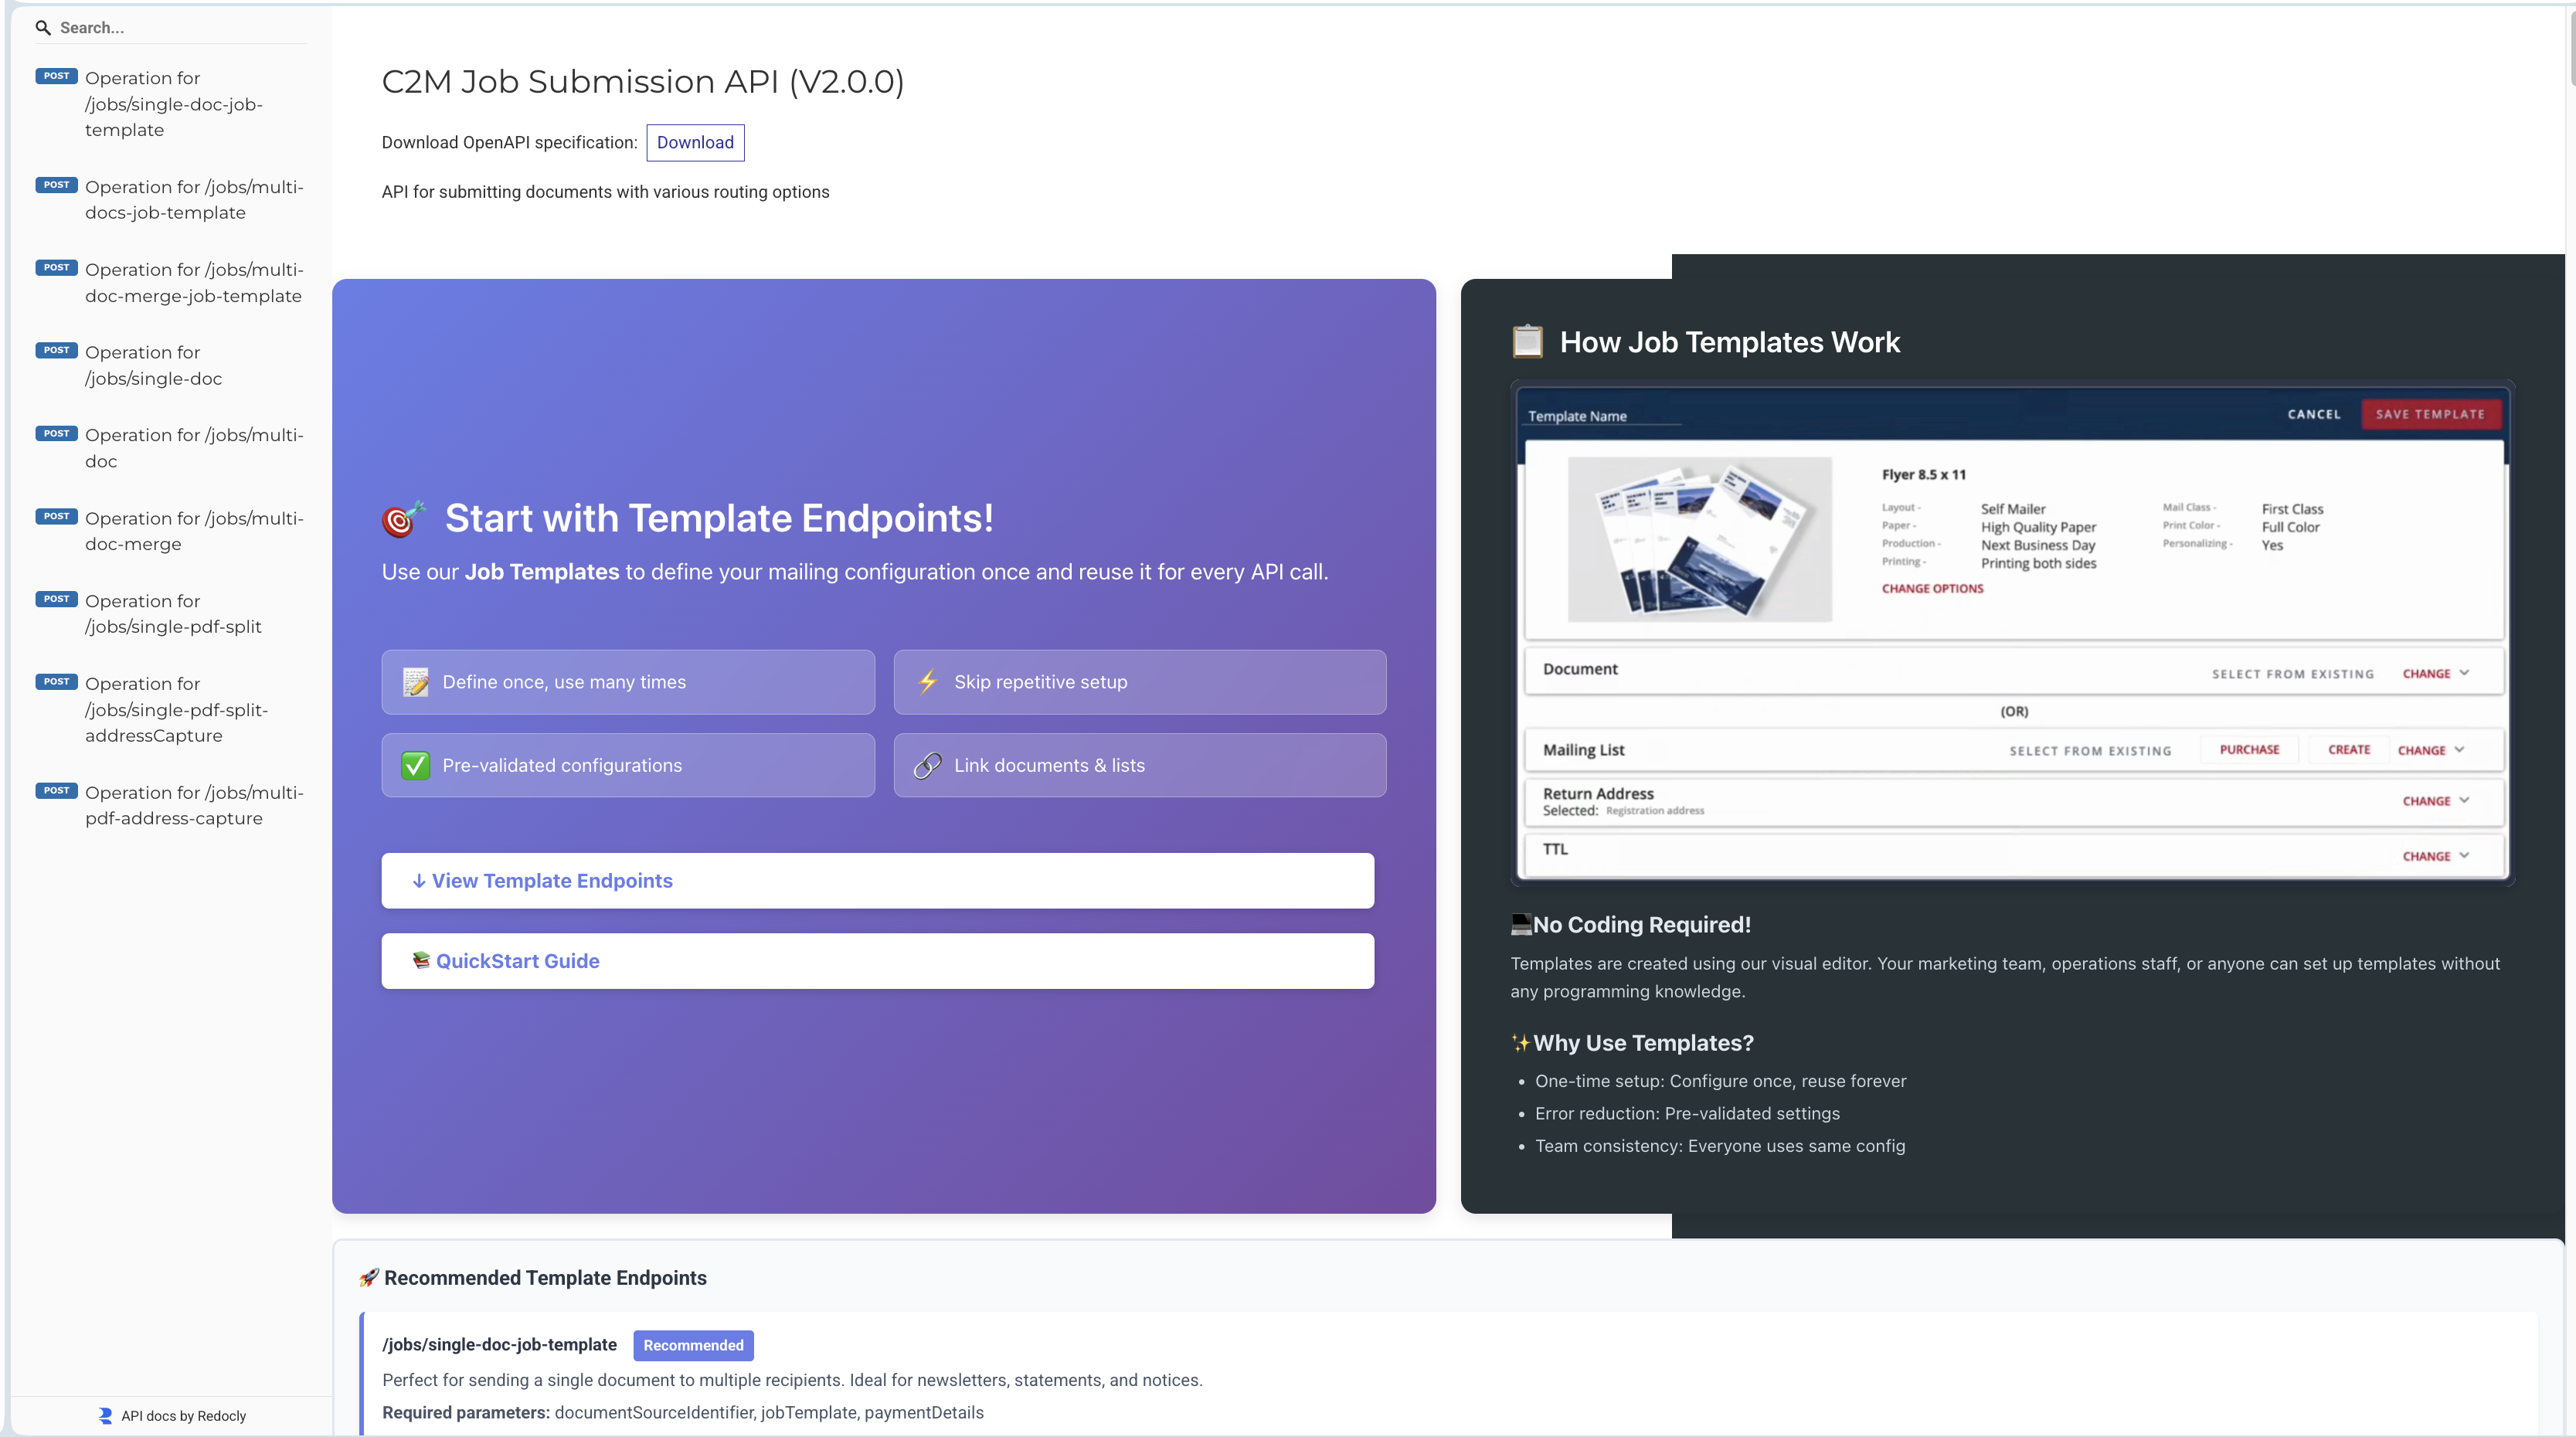 Search...
POST Operation for
/jobs/single-doc-job-
template
POST Operation for /jobs/multi-
docs-job-template
POST Operation for /jobs/multi-
doc-merge-job-template
POST Operation for
/jobs/single-doc
POST Operation for /jobs/multi-
doc
POST Operation for /jobs/multi-
doc-merge
POST Operation for
/jobs/single-pdf-split
POST Operation for
/jobs/single-pdf-split-
addressCapture
POST Operation for /jobs/multi-
pdf-address-capture
API docs by Redocly
C2M Job Submission API (V2.0.0)
Download OpenAPI specification: Download
API for submitting documents with various routing options
🎯 Start with Template Endpoints!
Use our Job Templates to define your mailing configuration once and reuse it for every API call.
📝 Define once, use many times
⚡ Skip repetitive setup
✅ Pre-validated configurations
🔗 Link documents & lists
↓ View Template Endpoints
📚 QuickStart Guide
📋 How Job Templates Work
Template Name CANCEL SAVE TEMPLATE
Flyer 8.5 x 11
Layout - Self Mailer Mail Class - First Class
Paper - High Quality Paper Print Color - Full Color
Production - Next Business Day Personalizing - Yes
Printing - Printing both sides
CHANGE OPTIONS
Document SELECT FROM EXISTING CHANGE
(OR)
Mailing List SELECT FROM EXISTING PURCHASE CREATE CHANGE
Return Address
Selected: Registration address CHANGE
TTL CHANGE
💻No Coding Required!
Templates are created using our visual editor. Your marketing team, operations staff, or anyone can set up templates without
any programming knowledge.
✨Why Use Templates?
• One-time setup: Configure once, reuse forever
• Error reduction: Pre-validated settings
• Team consistency: Everyone uses same config
🚀 Recommended Template Endpoints
/jobs/single-doc-job-template Recommended
Perfect for sending a single document to multiple recipients. Ideal for newsletters, statements, and notices.
Required parameters: documentSourceIdentifier, jobTemplate, paymentDetails